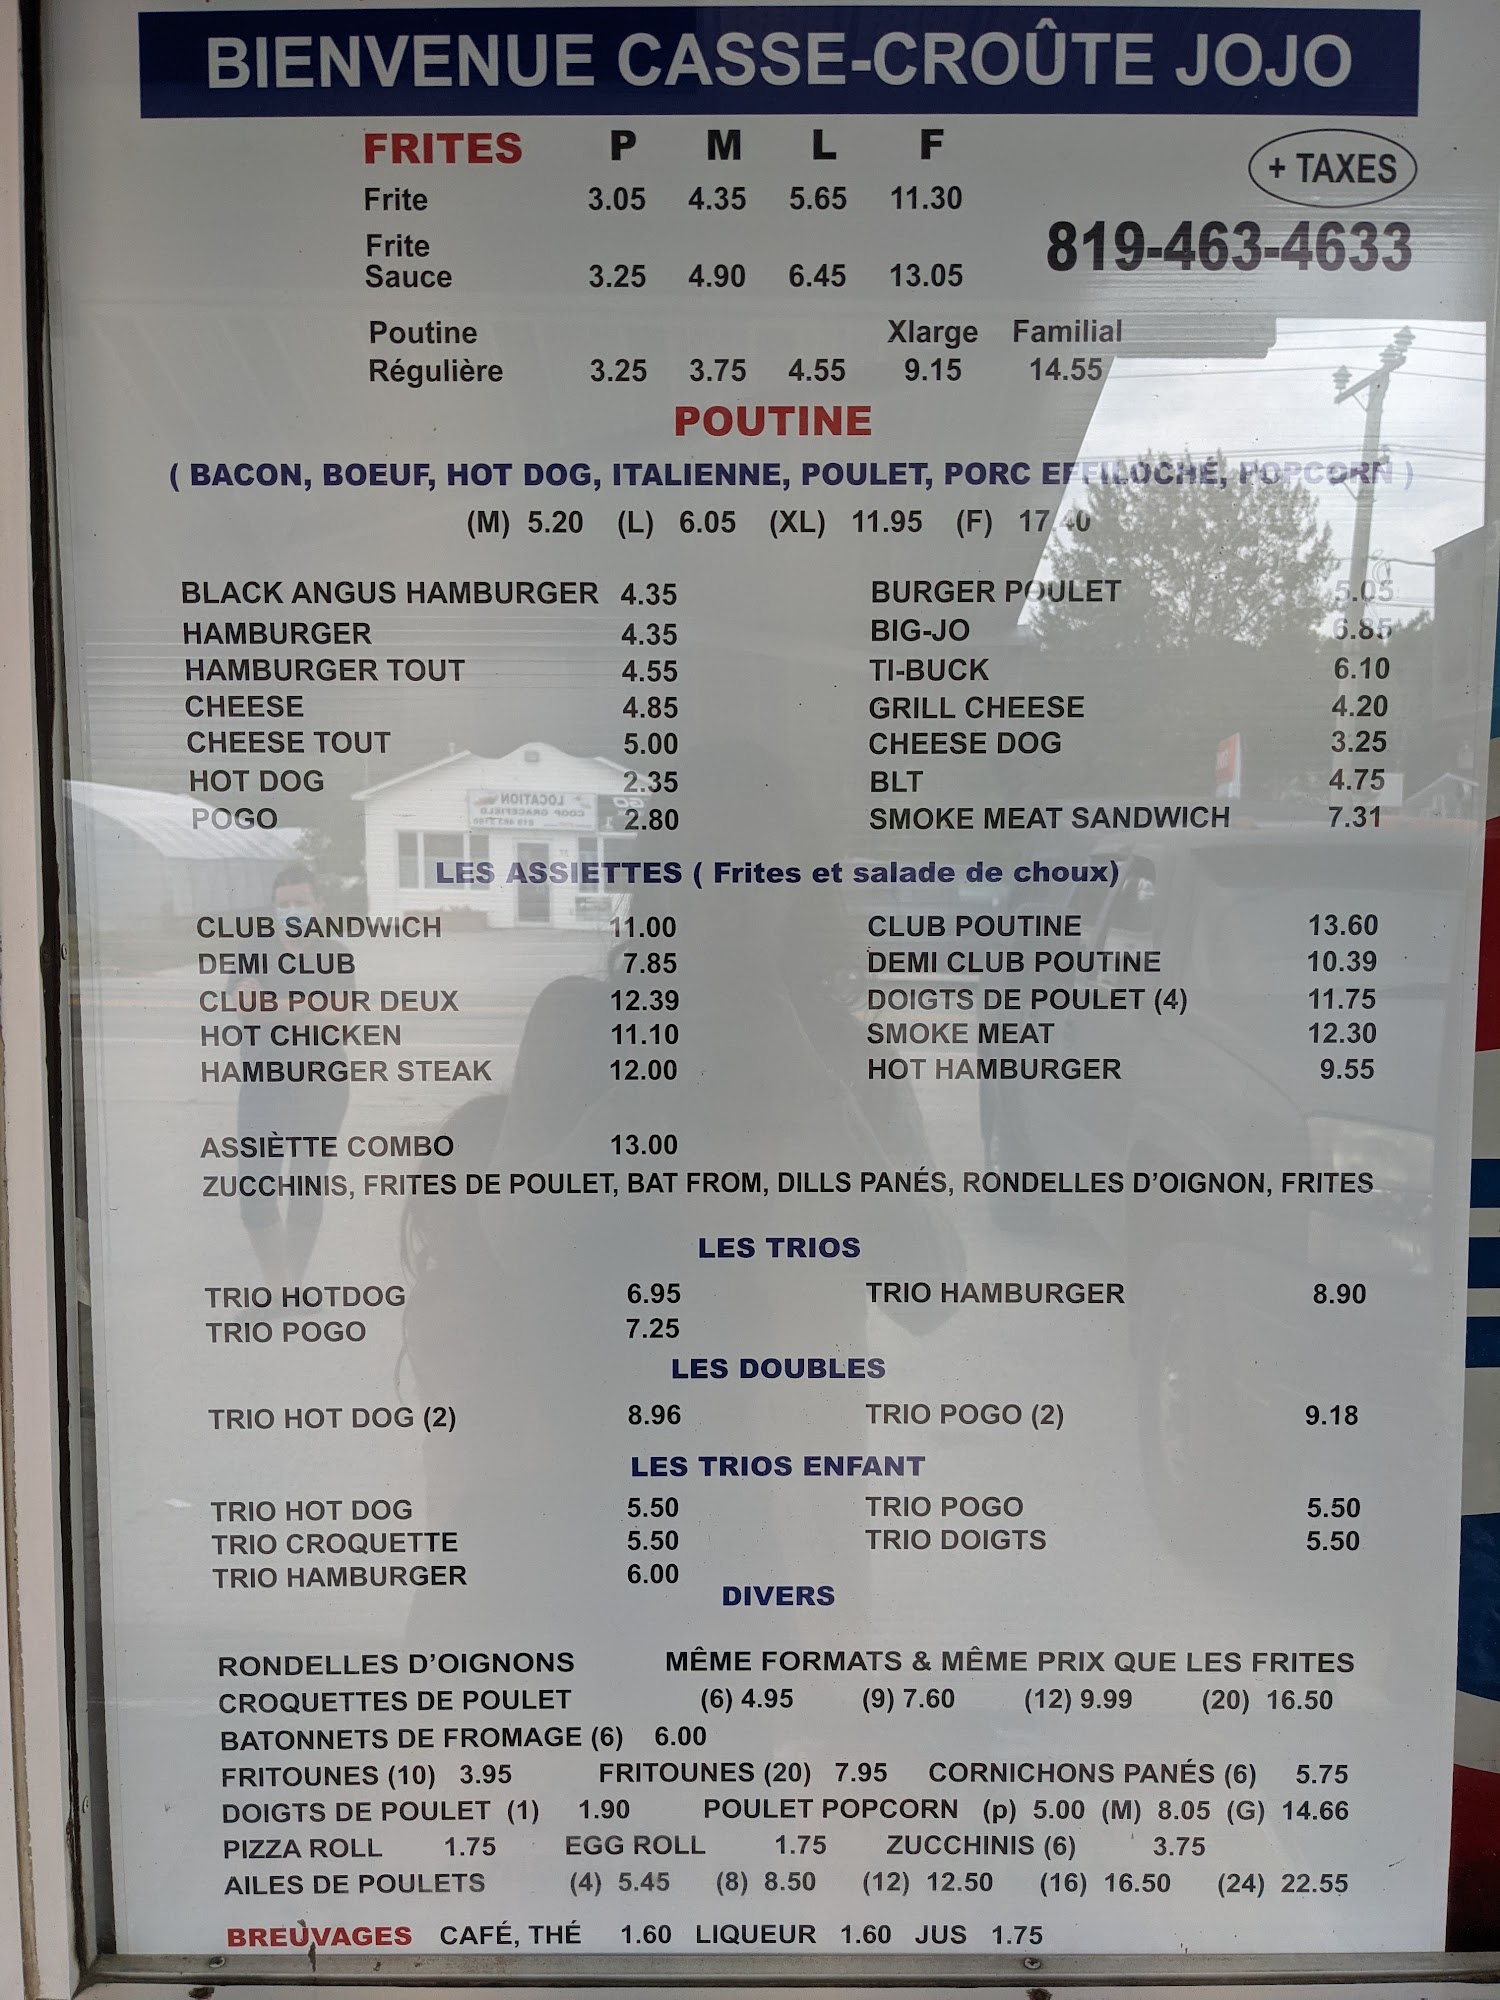 BIENVENUE CASSE-CROÛTE JOJO
FRITES P M L F
+ TAXES
Frite 3.05 4.35 5.65 11.30
819-463-4633
Frite
Sauce 3.25 4.90 6.45 13.05
Poutine Xlarge Familial
Régulière 3.25 3.75 4.55 9.15 14.55
POUTINE
( BACON, BOEUF, HOT DOG, ITALIENNE, POULET, PORC EFFILOCHÉ, POPCORN )
(M) 5.20 (L) 6.05 (XL) 11.95 (F) 17.40
BLACK ANGUS HAMBURGER 4.35 BURGER POULET 5.05
HAMBURGER 4.35 BIG-JO 6.85
HAMBURGER TOUT 4.55 TI-BUCK 6.10
CHEESE 4.85 GRILL CHEESE 4.20
CHEESE TOUT 5.00 CHEESE DOG 3.25
HOT DOG 2.35 BLT 4.75
POGO 2.80 SMOKE MEAT SANDWICH 7.31
LOCATION
COOP GRACEFIELD
LES ASSIETTES ( Frites et salade de choux)
CLUB SANDWICH 11.00 CLUB POUTINE 13.60
DEMI CLUB 7.85 DEMI CLUB POUTINE 10.39
CLUB POUR DEUX 12.39 DOIGTS DE POULET (4) 11.75
HOT CHICKEN 11.10 SMOKE MEAT 12.30
HAMBURGER STEAK 12.00 HOT HAMBURGER 9.55
ASSIÈTTE COMBO 13.00
ZUCCHINIS, FRITES DE POULET, BAT FROM, DILLS PANÉS, RONDELLES D'OIGNON, FRITES
LES TRIOS
TRIO HOTDOG 6.95 TRIO HAMBURGER 8.90
TRIO POGO 7.25
LES DOUBLES
TRIO HOT DOG (2) 8.96 TRIO POGO (2) 9.18
LES TRIOS ENFANT
TRIO HOT DOG 5.50 TRIO POGO 5.50
TRIO CROQUETTE 5.50 TRIO DOIGTS 5.50
TRIO HAMBURGER 6.00
DIVERS
RONDELLES D'OIGNONS MÊME FORMATS & MÊME PRIX QUE LES FRITES
CROQUETTES DE POULET (6) 4.95 (9) 7.60 (12) 9.99 (20) 16.50
BATONNETS DE FROMAGE (6) 6.00
FRITOUNES (10) 3.95 FRITOUNES (20) 7.95 CORNICHONS PANÉS (6) 5.75
DOIGTS DE POULET (1) 1.90 POULET POPCORN (p) 5.00 (M) 8.05 (G) 14.66
PIZZA ROLL 1.75 EGG ROLL 1.75 ZUCCHINIS (6) 3.75
AILES DE POULETS (4) 5.45 (8) 8.50 (12) 12.50 (16) 16.50 (24) 22.55
BREUVAGES CAFÉ, THÉ 1.60 LIQUEUR 1.60 JUS 1.75